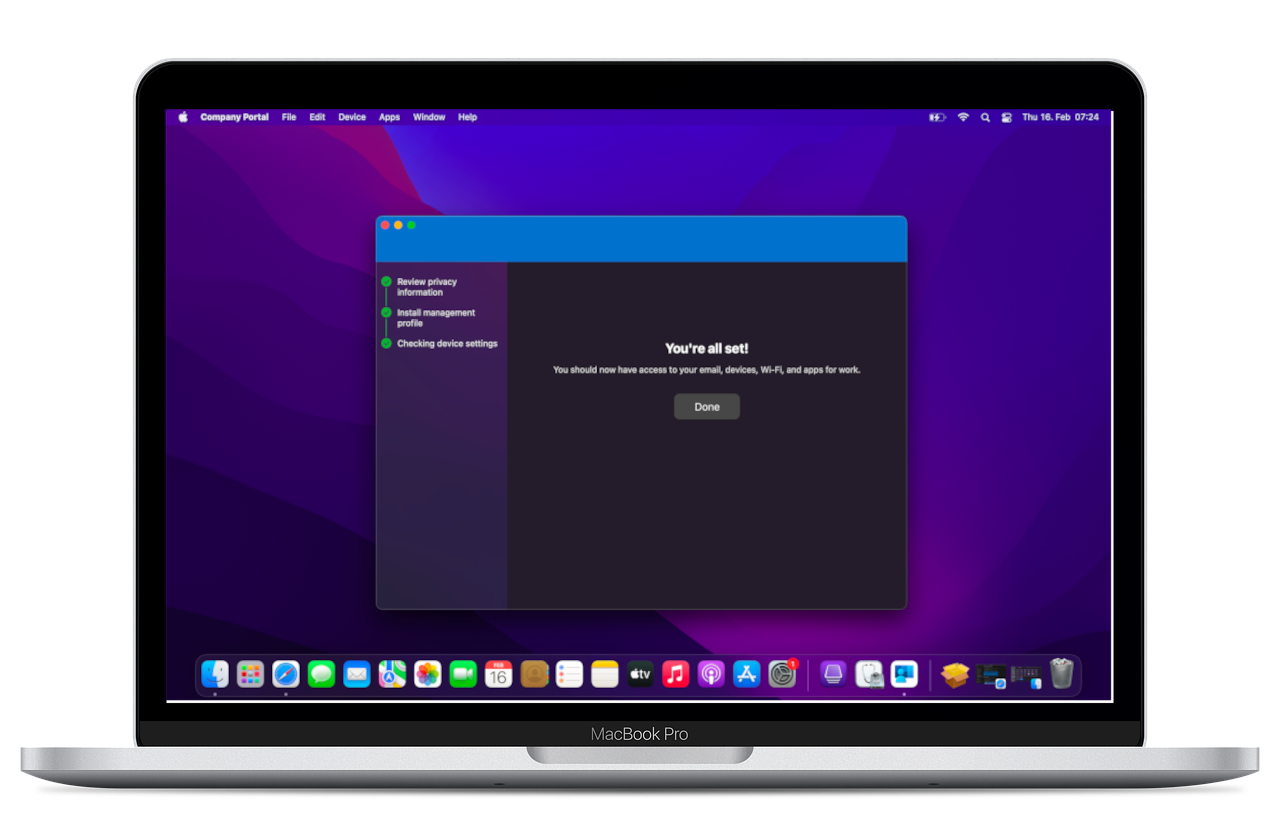 Company Portal File Edit Device Apps Window Help Thu 16. Feb 07:24
Review privacy
information
Install management
profile
Checking device settings
You're all set!
You should now have access to your email, devices, Wi-Fi, and apps for work.
Done
FEB
16
tv
1
MacBook Pro